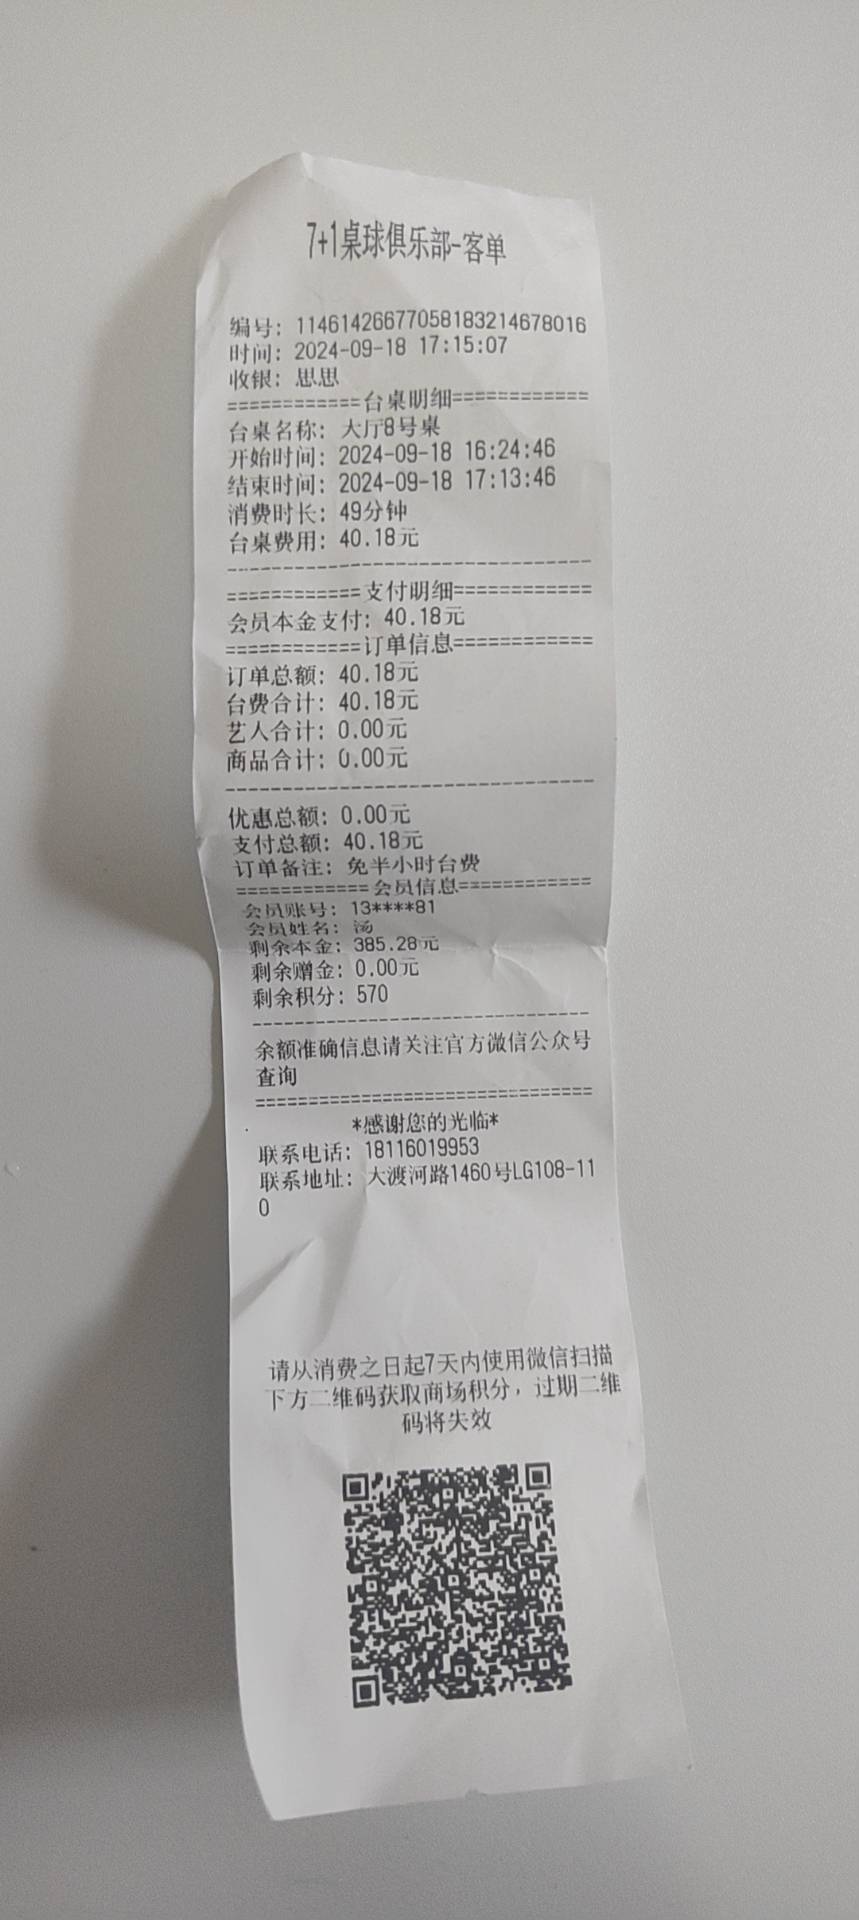 7+1桌球俱乐部-客单
编号: 1146142667705818321467​8016
时间: 2024-09-18 17:15:07
收银: 思思
============台桌明细============
台桌名称: 大厅8号桌
开始时间: 2024-09-18 16:24:46
结束时间: 2024-09-18 17:13:46
消费时长: 49分钟
台桌费用: 40.18元
--------------------------------
============支付明细============
会员本金支付: 40.18元
============订单信息============
订单总额: 40.18元
台费合计: 40.18元
艺人合计: 0.00元
商品合计: 0.00元
--------------------------------
优惠总额: 0.00元
支付总额: 40.18元
订单备注: 免半小时台费
============会员信息============
会员账号: 13****81
会员姓名: 汤
剩余本金: 385.28元
剩余赠金: 0.00元
剩余积分: 570
--------------------------------
余额准确信息请关注官方微信公众号
查询
================================
*感谢您的光临*
联系电话: 18116019953
联系地址: 大渡河路1460号LG108-11
0
请从消费之日起7天内使用微信扫描
下方二维码获取商场积分，过期二维
码将失效